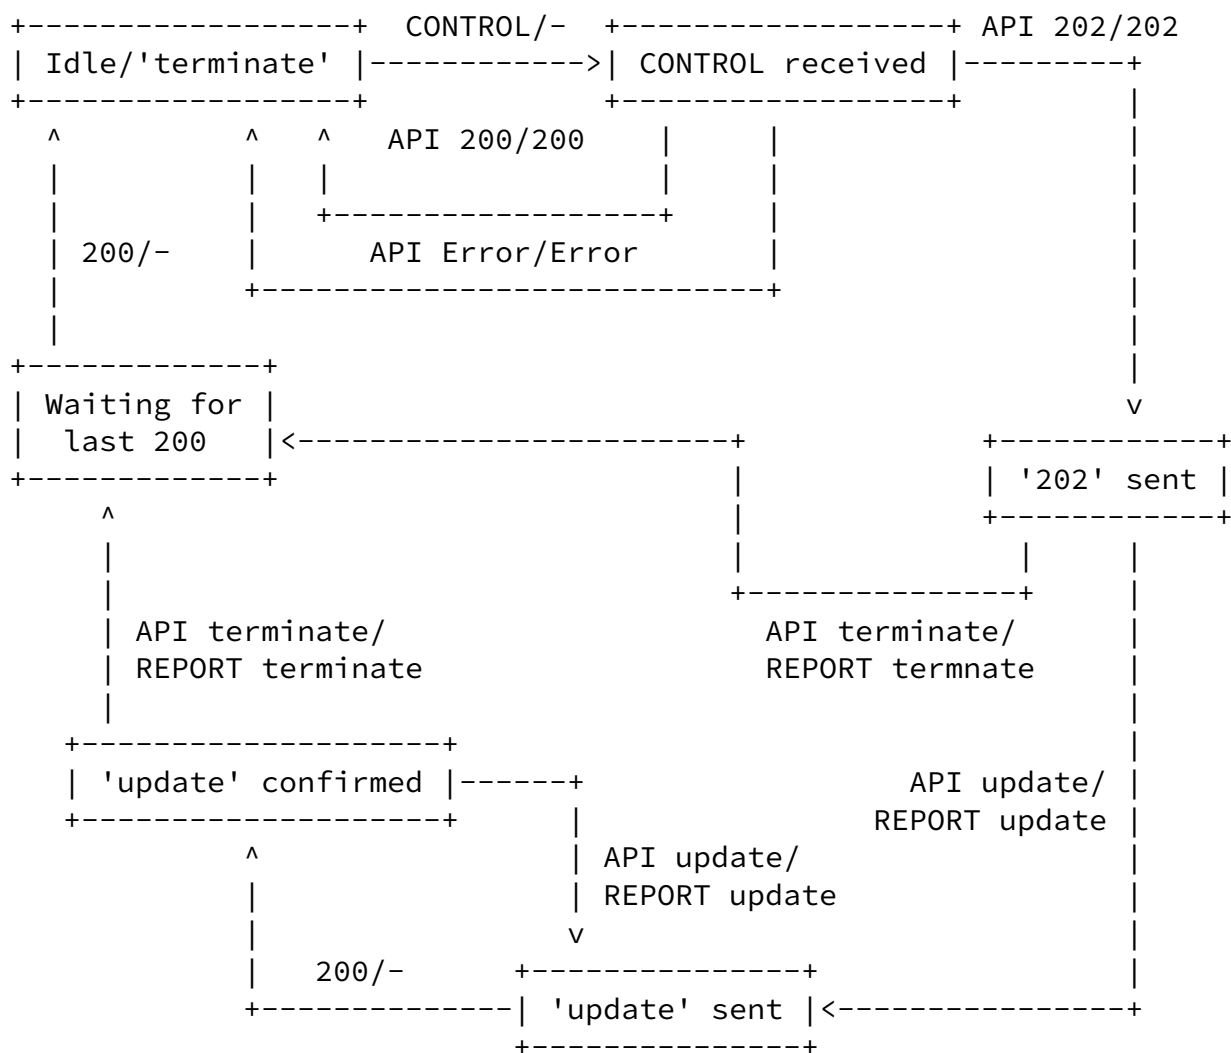 CONTROL/- API 202/202
Idle/'terminate' CONTROL received
API 200/200
200/- API Error/Error
Waiting for
last 200
'202' sent
API terminate/ API terminate/
REPORT terminate REPORT termnate
'update' confirmed API update/
REPORT update
API update/
REPORT update
200/-
'update' sent